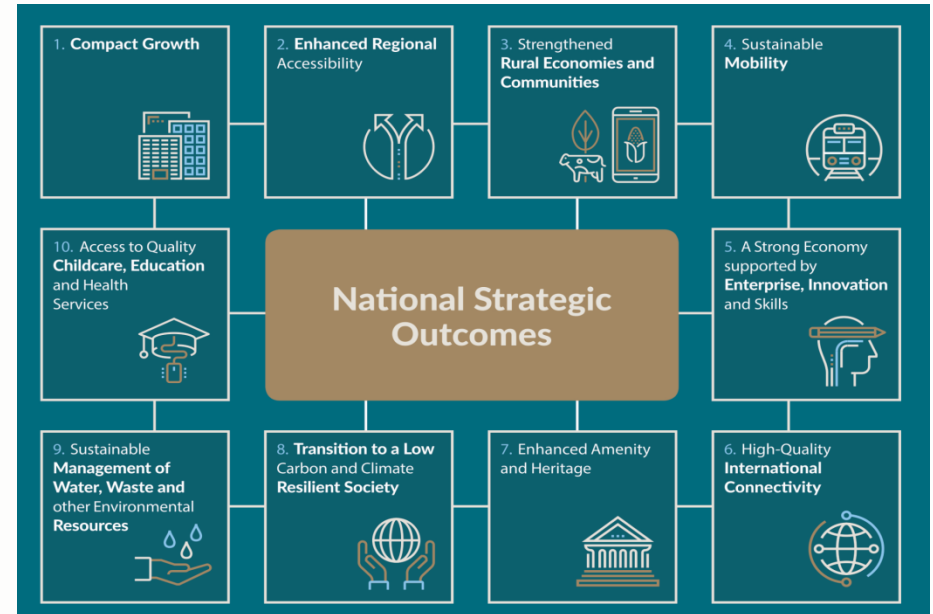 1. Compact Growth
2. Enhanced Regional
Accessibility
3. Strengthened
Rural Economies and
Communities
4. Sustainable
Mobility
10. Access to Quality
Childcare, Education
and Health
Services
National Strategic
Outcomes
5. A Strong Economy
supported by
Enterprise, Innovation
and Skills
9. Sustainable
Management of
Water, Waste and
other Environmental
Resources
8. Transition to a Low
Carbon and Climate
Resilient Society
7. Enhanced Amenity
and Heritage
6. High-Quality
International
Connectivity